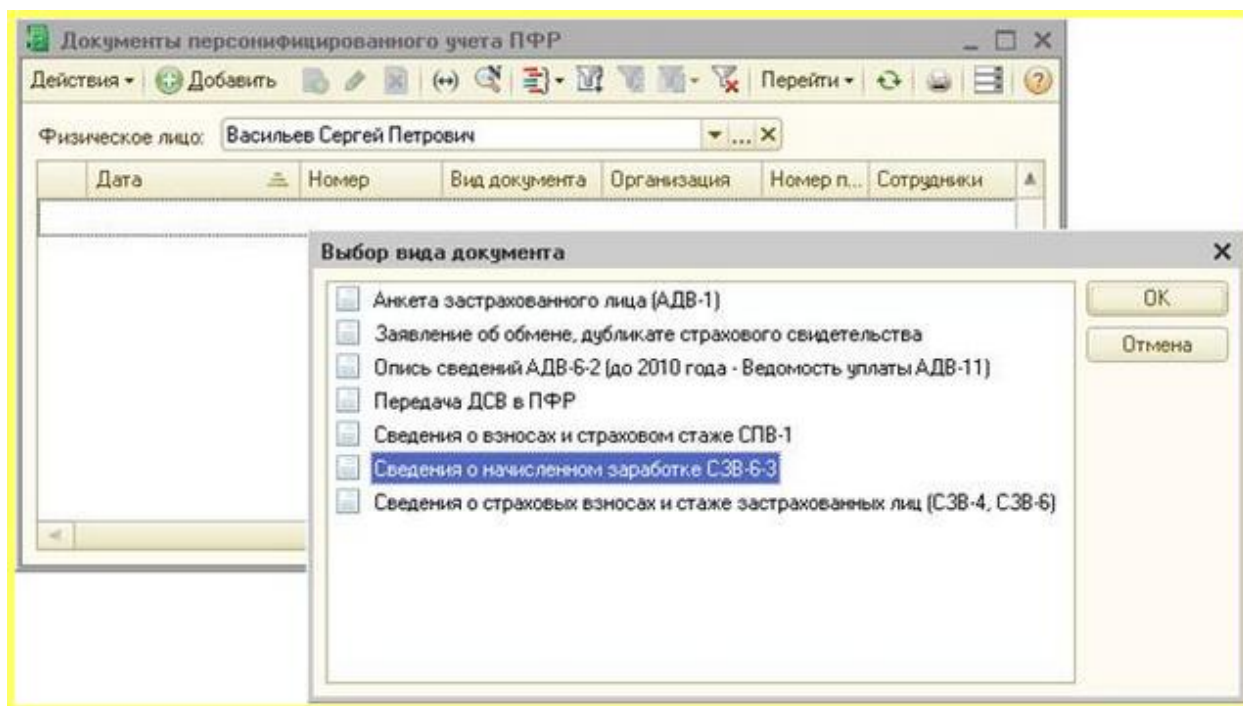 Документы персонифицированного учета ПФР
Действия Добавить Перейти
Физическое лицо: Васильев Сергей Петрович ...
Дата Номер Вид документа Организация Номер п... Сотрудники
Выбор вида документа
Анкета застрахованного лица (АДВ-1)
Заявление об обмене, дубликате страхового свидетельства
Опись сведений АДВ-6-2 (до 2010 года - Ведомость уплаты АДВ-11)
Передача ДСВ в ПФР
Сведения о взносах и страховом стаже СПВ-1
Сведения о начисленном заработке СЗВ-6-3
Сведения о страховых взносах и стаже застрахованных лиц (СЗВ-4, СЗВ-6)
OK
Отмена